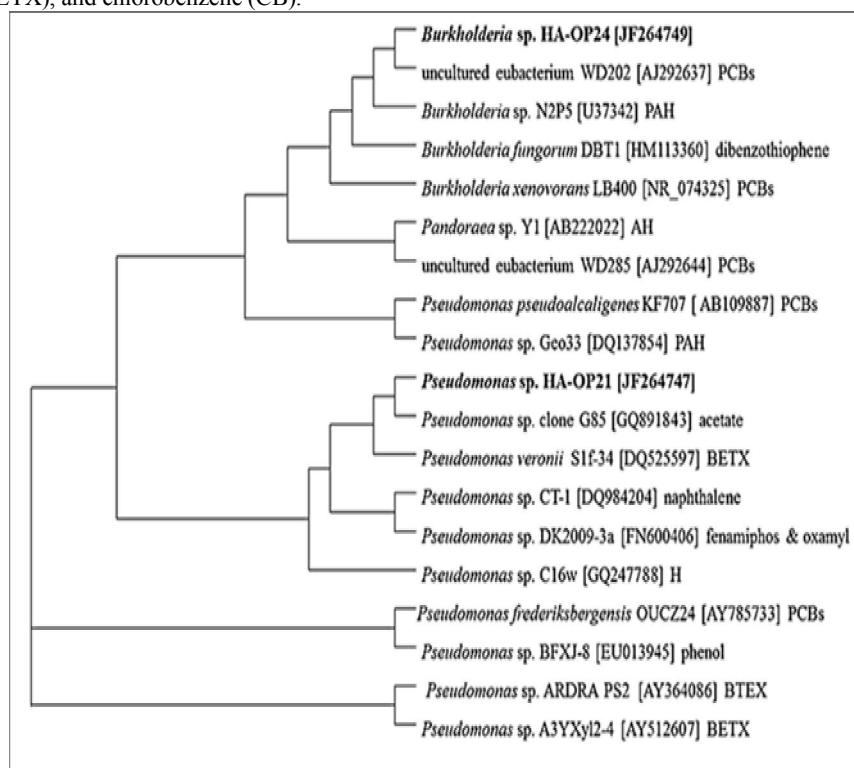 ETX), and chlorobenzene (CB).
Burkholderia sp. HA-OP24 [JF264749]
uncultured eubacterium WD202 [AJ292637] PCBs
Burkholderia sp. N2P5 [U37342] PAH
Burkholderia fungorum DBT1 [HM113360] dibenzothiophene
Burkholderia xenovorans LB400 [NR_074325] PCBs
Pandoraea sp. Y1 [AB222022] AH
uncultured eubacterium WD285 [AJ292644] PCBs
Pseudomonas pseudoalcaligenes KF707 [ AB109887] PCBs
Pseudomonas sp. Geo33 [DQ137854] PAH
Pseudomonas sp. HA-OP21 [JF264747]
Pseudomonas sp. clone G85 [GQ891843] acetate
Pseudomonas veronii S1f-34 [DQ525597] BETX
Pseudomonas sp. CT-1 [DQ984204] naphthalene
Pseudomonas sp. DK2009-3a [FN600406] fenamiphos & oxamyl
Pseudomonas sp. C16w [GQ247788] H
Pseudomonas frederiksbergensis OUCZ24 [AY785733] PCBs
Pseudomonas sp. BFXJ-8 [EU013945] phenol
Pseudomonas sp. ARDRA PS2 [AY364086] BTEX
Pseudomonas sp. A3YXyl2-4 [AY512607] BETX